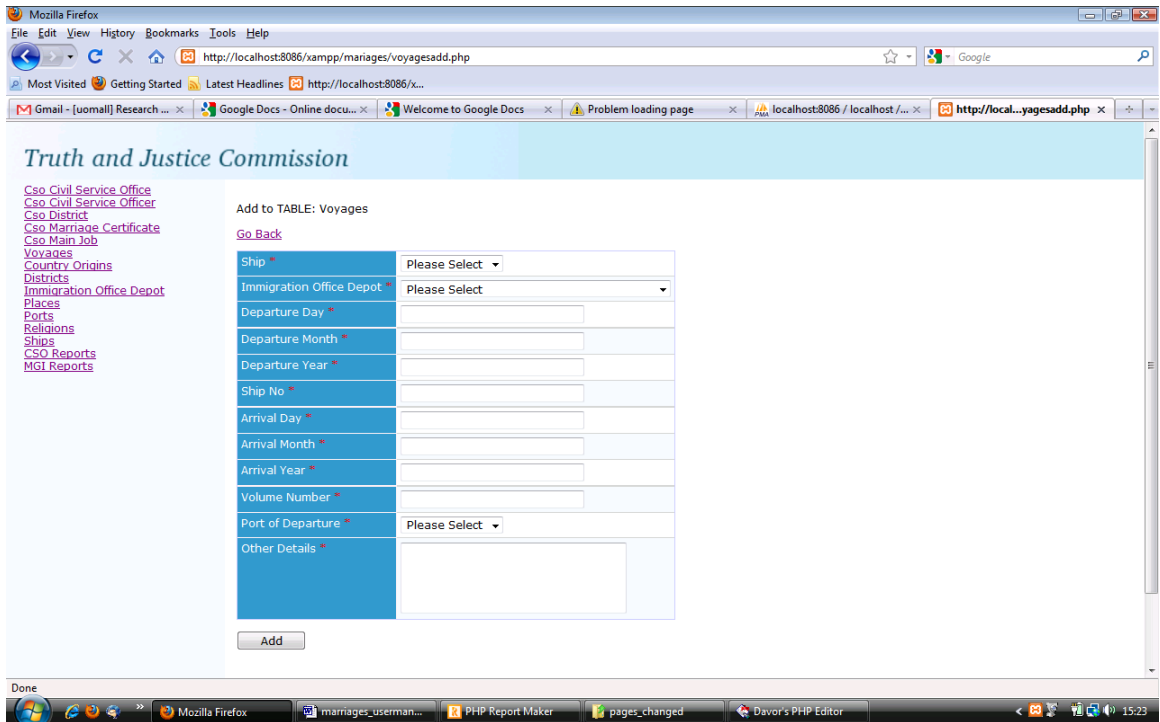 Mozilla Firefox
File Edit View History Bookmarks Tools Help
http://localhost:8086/xampp/mariages/voyagesadd.php
Google
Most Visited Getting Started Latest Headlines http://localhost:8086/x...
Gmail - [uomall] Research ... Google Docs - Online docu... Welcome to Google Docs Problem loading page localhost:8086 / localhost /... http://local...yagesadd.php
Truth and Justice Commission
Cso Civil Service Office
Cso Civil Service Officer
Cso District
Cso Marriage Certificate
Cso Main Job
Voyages
Country Origins
Districts
Immigration Office Depot
Places
Ports
Religions
Ships
CSO Reports
MGI Reports
Add to TABLE: Voyages
Go Back
Ship * Please Select
Immigration Office Depot * Please Select
Departure Day *
Departure Month *
Departure Year *
Ship No *
Arrival Day *
Arrival Month *
Arrival Year *
Volume Number *
Port of Departure * Please Select
Other Details *
Add
Done
Mozilla Firefox marriages_userman... PHP Report Maker pages_changed Davor's PHP Editor 15:23